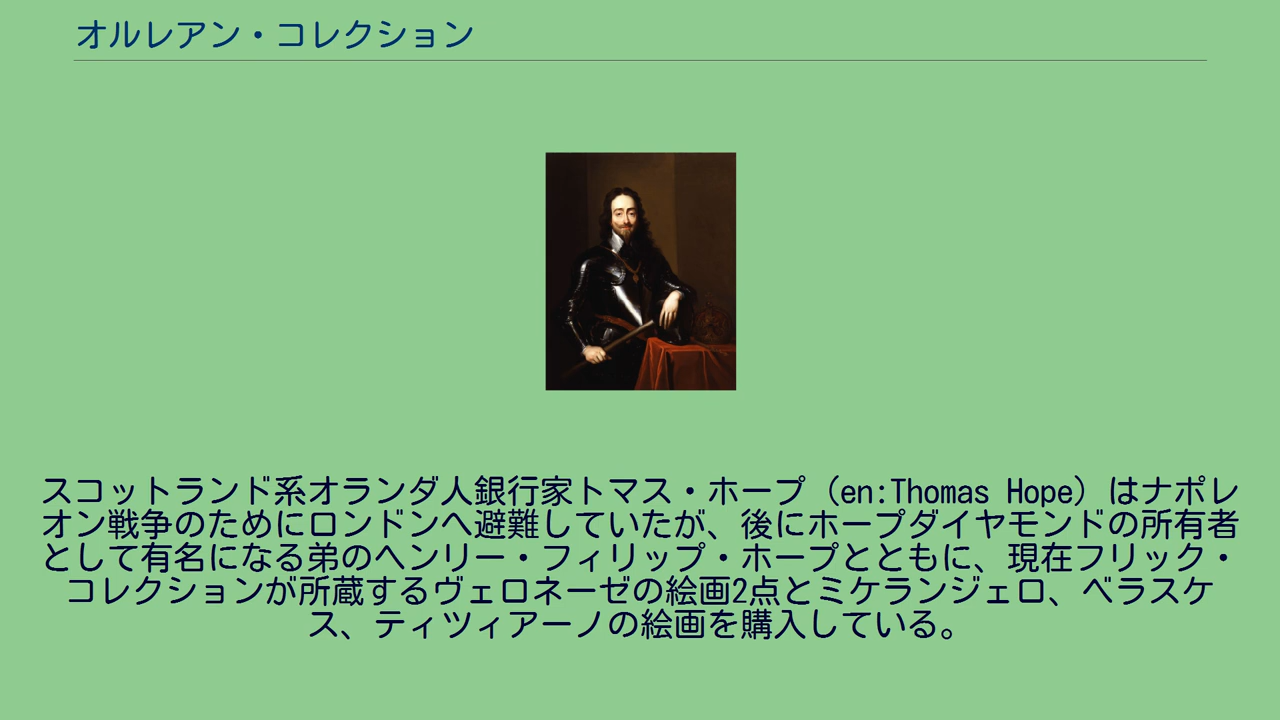 オルレアン・コレクション
スコットランド系オランダ人銀行家トマス・ホープ（en:Thomas Hope）はナポレ
オン戦争のためにロンドンへ避難していたが、後にホープダイヤモンドの所有者
として有名になる弟のヘンリー・フィリップ・ホープとともに、現在フリック・
コレクションが所蔵するヴェロネーゼの絵画2点とミケランジェロ、ベラスケ
ス、ティツィアーノの絵画を購入している。